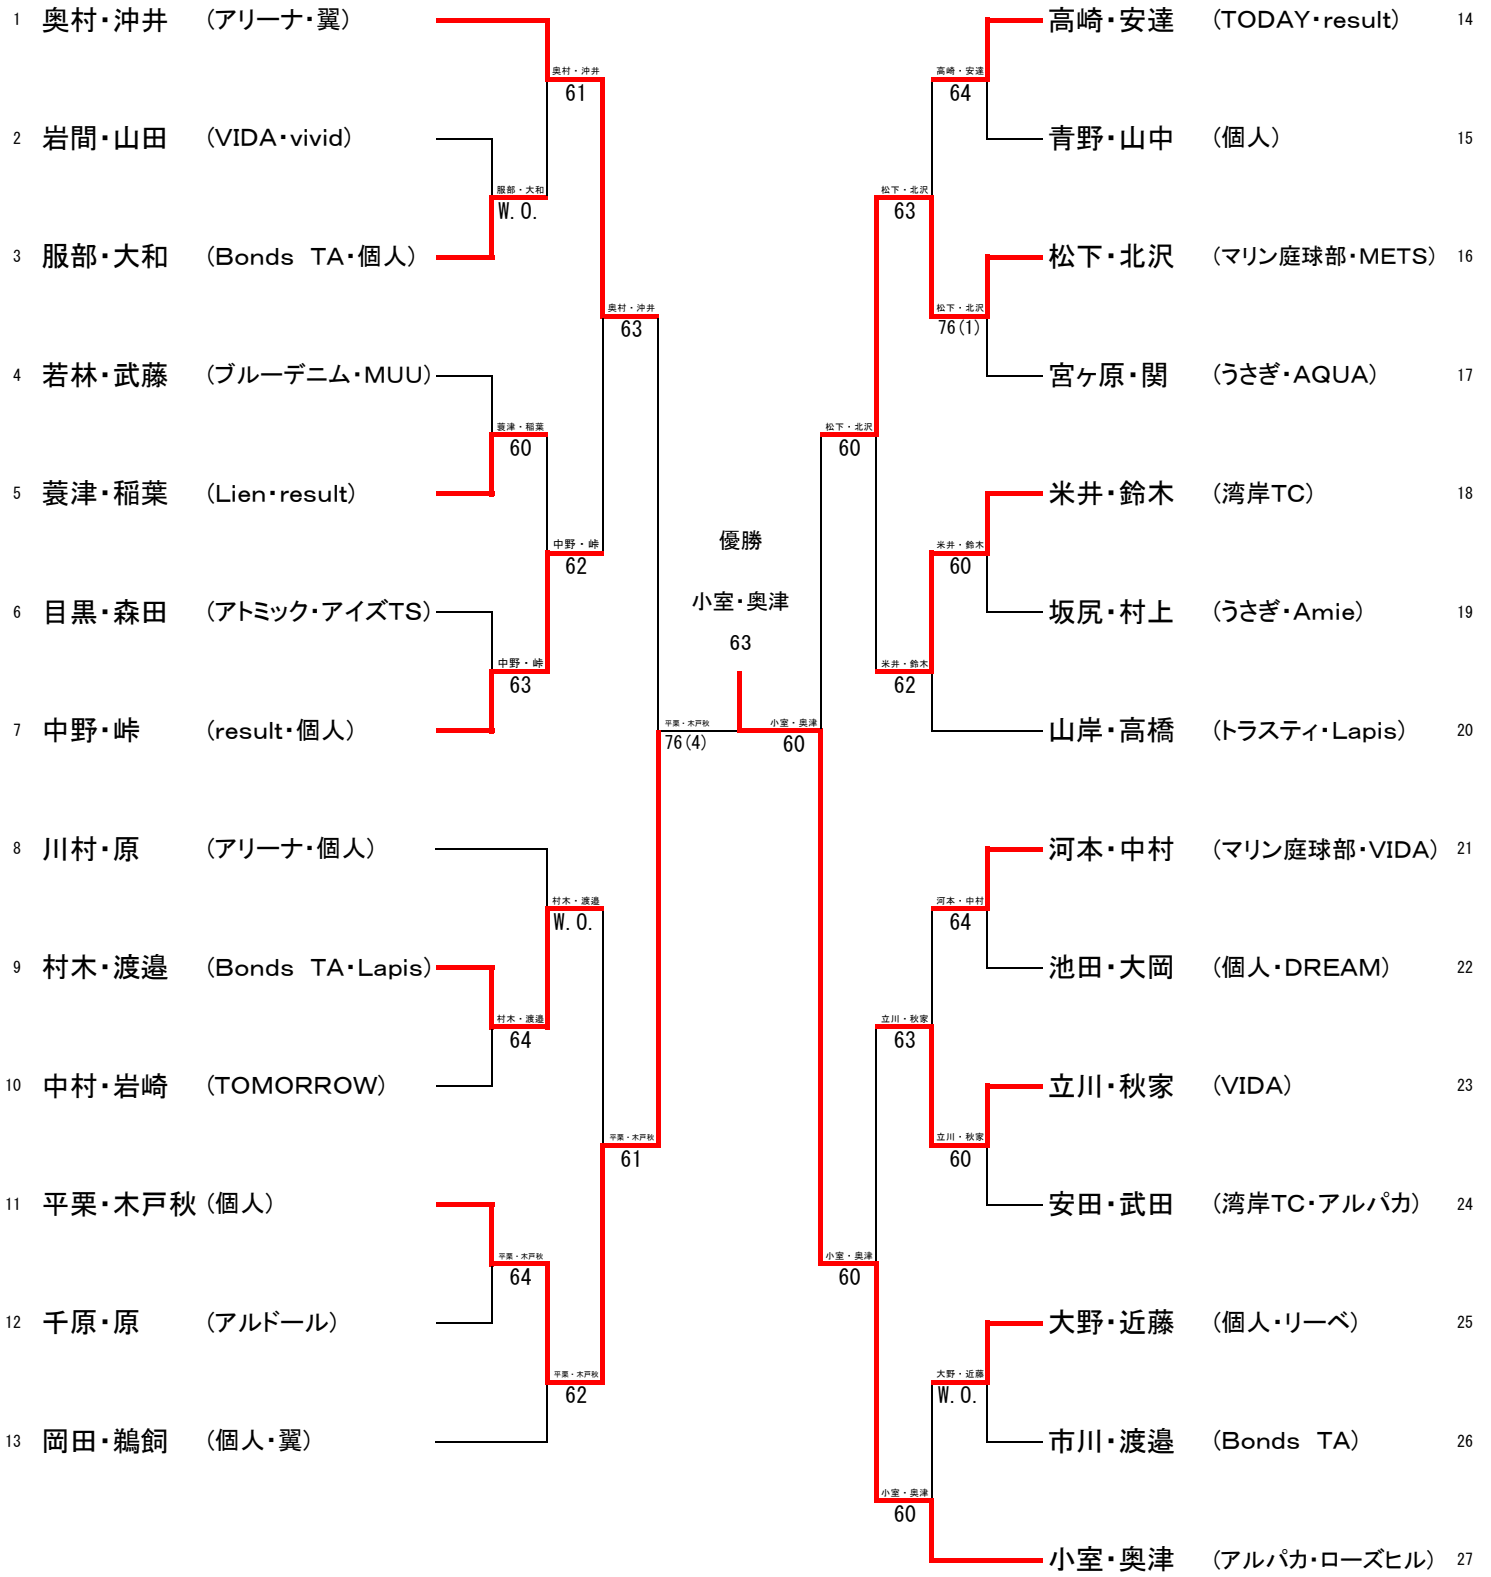 1 奥村・沖井 (アリーナ・翼)
奥村・沖井
61
2 岩間・山田 (VIDA・vivid)
服部・大和
W.O.
3 服部・大和 (Bonds TA・個人)
奥村・沖井
63
4 若林・武藤 (ブルーデニム・MUU)
蓑津・稲葉
60
5 蓑津・稲葉 (Lien・result)
中野・峠
62
6 目黒・森田 (アトミック・アイズTS)
中野・峠
63
7 中野・峠 (result・個人)
平栗・木戸秋
76(4)
8 川村・原 (アリーナ・個人)
村木・渡邉
W.O.
9 村木・渡邉 (Bonds TA・Lapis)
村木・渡邉
64
10 中村・岩崎 (TOMORROW)
平栗・木戸秋
61
11 平栗・木戸秋 (個人)
平栗・木戸秋
64
12 千原・原 (アルドール)
平栗・木戸秋
62
13 岡田・鵜飼 (個人・翼)
優勝
小室・奥津
63
高崎・安達 (TODAY・result) 14
高崎・安達
64
青野・山中 (個人) 15
松下・北沢
63
松下・北沢 (マリン庭球部・METS) 16
松下・北沢
76(1)
宮ヶ原・関 (うさぎ・AQUA) 17
松下・北沢
60
米井・鈴木 (湾岸TC) 18
米井・鈴木
60
坂尻・村上 (うさぎ・Amie) 19
米井・鈴木
62
山岸・高橋 (トラスティ・Lapis) 20
小室・奥津
60
河本・中村 (マリン庭球部・VIDA) 21
河本・中村
64
池田・大岡 (個人・DREAM) 22
立川・秋家
63
立川・秋家 (VIDA) 23
立川・秋家
60
安田・武田 (湾岸TC・アルパカ) 24
小室・奥津
60
大野・近藤 (個人・リーベ) 25
大野・近藤
W.O.
市川・渡邉 (Bonds TA) 26
小室・奥津
60
小室・奥津 (アルパカ・ローズヒル) 27